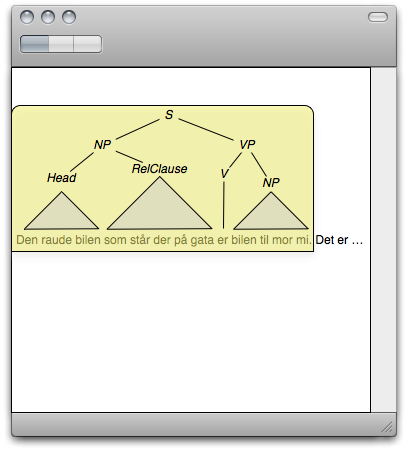 S
NP VP
Head RelClause V NP
Den raude bilen som står der på gata er bilen til mor mi. Det er …